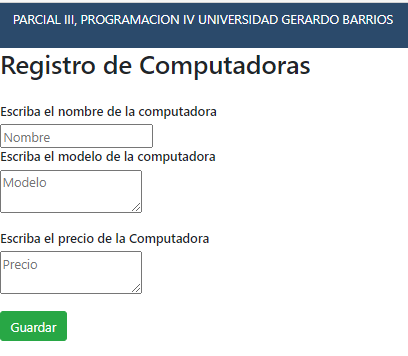 PARCIAL III, PROGRAMACION IV UNIVERSIDAD GERARDO BARRIOS
Registro de Computadoras
Escriba el nombre de la computadora
Nombre
Escriba el modelo de la computadora
Modelo
Escriba el precio de la Computadora
Precio
Guardar